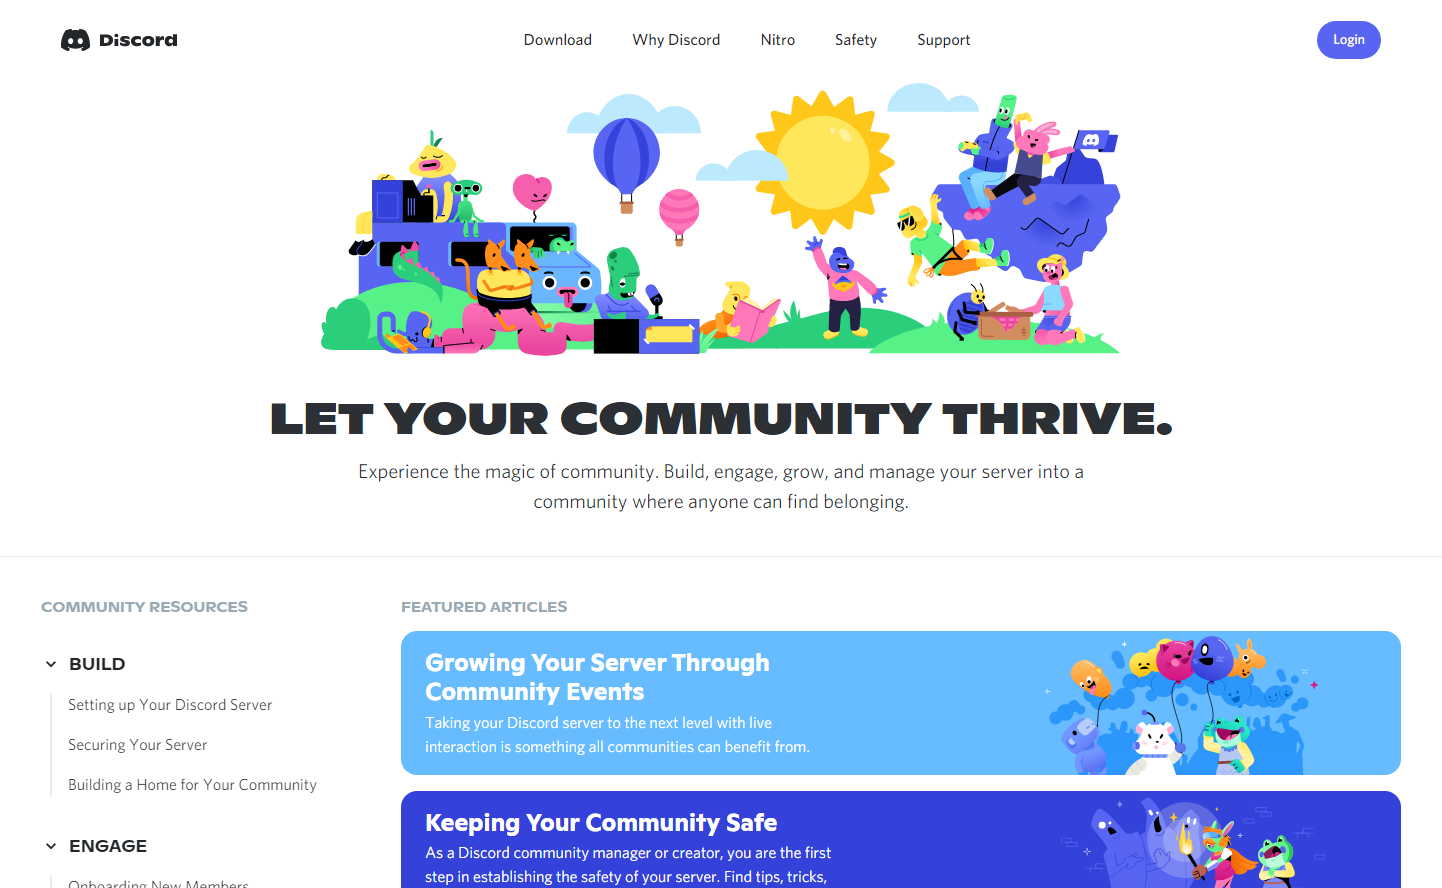 Discord
Download
Why Discord
Nitro
Safety
Support
Login
LET YOUR COMMUNITY THRIVE.
Experience the magic of community. Build, engage, grow, and manage your server into a
community where anyone can find belonging.
COMMUNITY RESOURCES
BUILD
Setting up Your Discord Server
Securing Your Server
Building a Home for Your Community
ENGAGE
Onboarding New Members
FEATURED ARTICLES
Growing Your Server Through
Community Events
Taking your Discord server to the next level with live
interaction is something all communities can benefit from.
Keeping Your Community Safe
As a Discord community manager or creator, you are the first
step in establishing the safety of your server. Find tips, tricks,